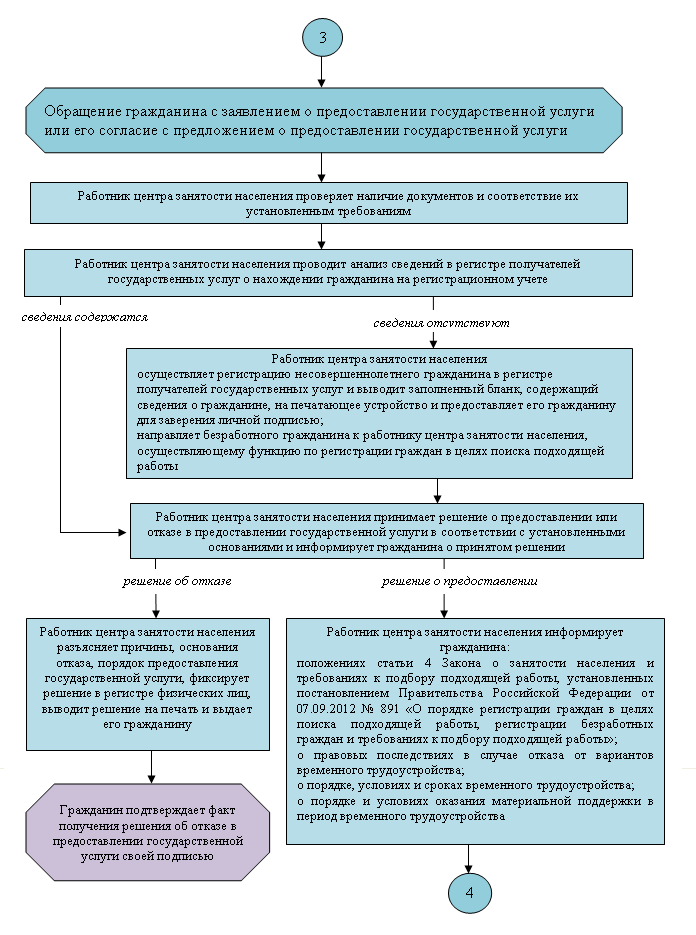 3
Обращение гражданина с заявлением о предоставлении государственной услуги
или его согласие с предложением о предоставлении государственной услуги
Работник центра занятости населения проверяет наличие документов и соответствие их
установленным требованиям
Работник центра занятости населения проводит анализ сведений в регистре получателей
государственных услуг о нахождении гражданина на регистрационном учете
сведения содержатся
сведения отсутствуют
Работник центра занятости населения
осуществляет регистрацию несовершеннолетнего гражданина в регистре
получателей государственных услуг и выводит заполненный бланк, содержащий
сведения о гражданине, на печатающее устройство и предоставляет его гражданину
для заверения личной подписью;
направляет безработного гражданина к работнику центра занятости населения,
осуществляющему функцию по регистрации граждан в целях поиска подходящей
работы
Работник центра занятости населения принимает решение о предоставлении или
отказе в предоставлении государственной услуги в соответствии с установленными
основаниями и информирует гражданина о принятом решении
решение об отказе
решение о предоставлении
Работник центра занятости населения
разъясняет причины, основания
отказа, порядок предоставления
государственной услуги, фиксирует
решение в регистре физических лиц,
выводит решение на печать и выдает
его гражданину
Гражданин подтверждает факт
получения решения об отказе в
предоставлении государственной
услуги своей подписью
Работник центра занятости населения информирует
гражданина:
положениях статьи 4 Закона о занятости населения и
требованиях к подбору подходящей работы, установленных
постановлением Правительства Российской Федерации от
07.09.2012 № 891 «О порядке регистрации граждан в целях
поиска подходящей работы, регистрации безработных
граждан и требованиях к подбору подходящей работы»;
о правовых последствиях в случае отказа от вариантов
временного трудоустройства;
о порядке, условиях и сроках временного трудоустройства;
о порядке и условиях оказания материальной поддержки в
период временного трудоустройства
4